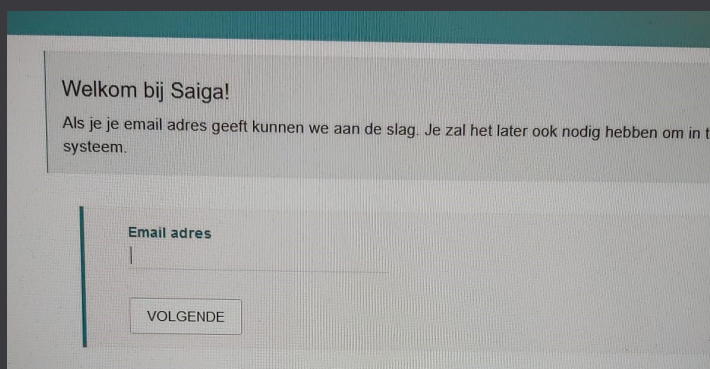 Welkom bij Saiga!
Als je je email adres geeft kunnen we aan de slag. Je zal het later ook nodig hebben om in
systeem.
Email adres
VOLGENDE